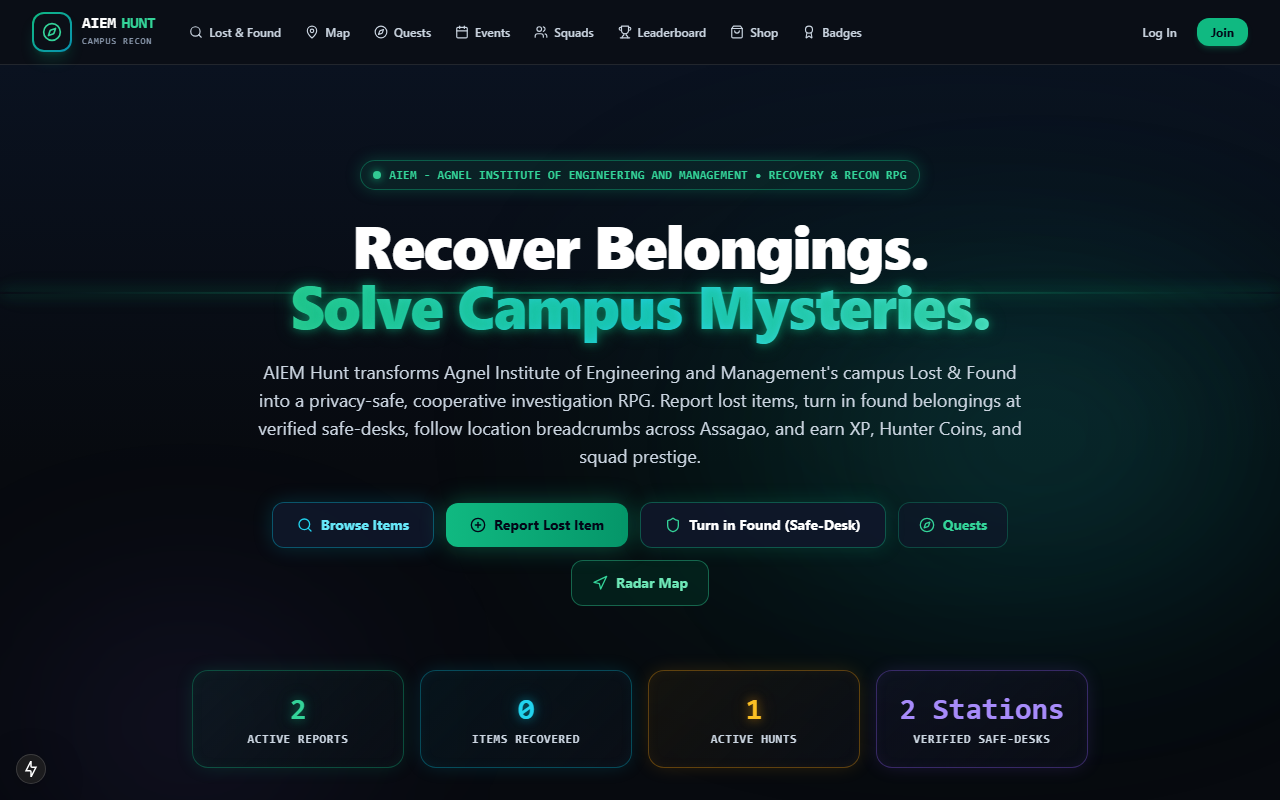 AIEM HUNT
CAMPUS RECON
Lost & Found
Map
Quests
Events
Squads
Leaderboard
Shop
Badges
Log In
Join
AIEM - AGNEL INSTITUTE OF ENGINEERING AND MANAGEMENT • RECOVERY & RECON RPG
Recover Belongings.
Solve Campus Mysteries.
AIEM Hunt transforms Agnel Institute of Engineering and Management's campus Lost & Found
into a privacy-safe, cooperative investigation RPG. Report lost items, turn in found belongings at
verified safe-desks, follow location breadcrumbs across Assagao, and earn XP, Hunter Coins, and
squad prestige.
Browse Items
Report Lost Item
Turn in Found (Safe-Desk)
Quests
Radar Map
2
ACTIVE REPORTS
0
ITEMS RECOVERED
1
ACTIVE HUNTS
2 Stations
VERIFIED SAFE-DESKS